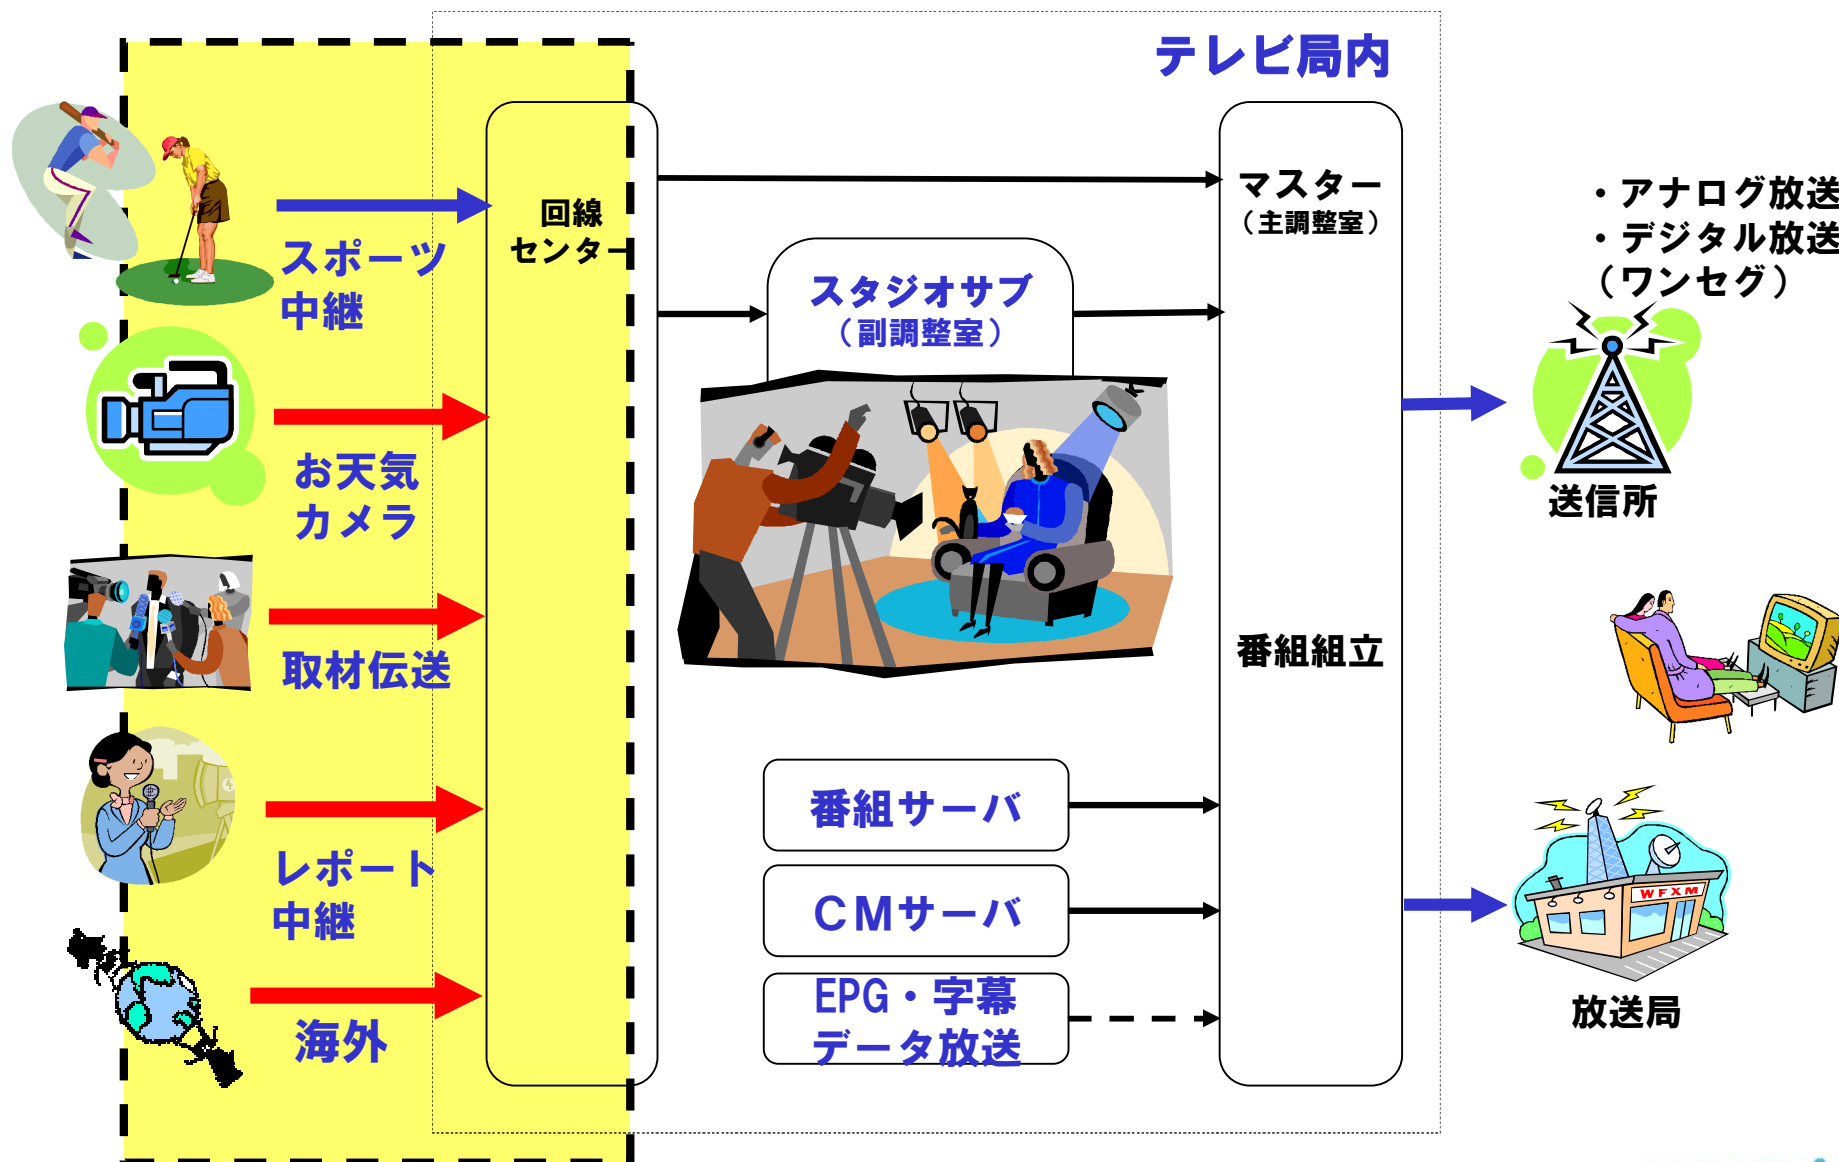 テレビ局内
回線
センター
スポーツ
中継
お天気
カメラ
取材伝送
レポート
中継
海外
スタジオサブ
（副調整室）
番組サーバ
ＣＭサーバ
EPG・字幕
データ放送
マスター
（主調整室）
番組組立
・アナログ放送
・デジタル放送
（ワンセグ）
送信所
WFXM
放送局